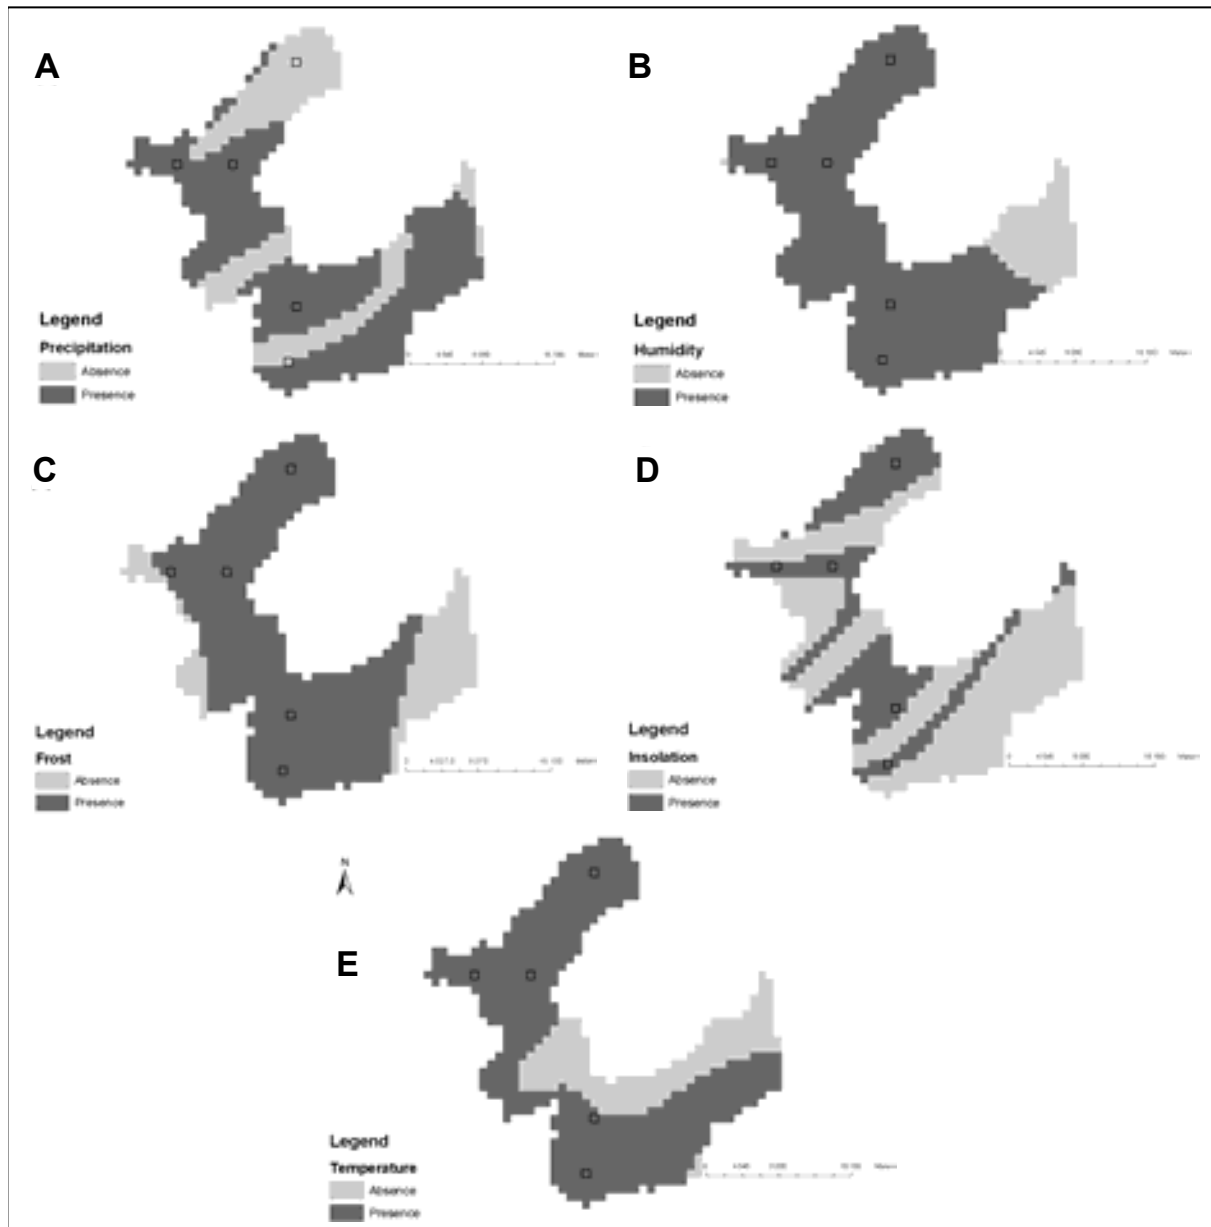 A
B
Legend
Precipitation
Absence
Presence
Legend
Humidity
Absence
Presence
C
D
Legend
Frost
Absence
Presence
Legend
Insolation
Absence
Presence
N
E
Legend
Temperature
Absence
Presence